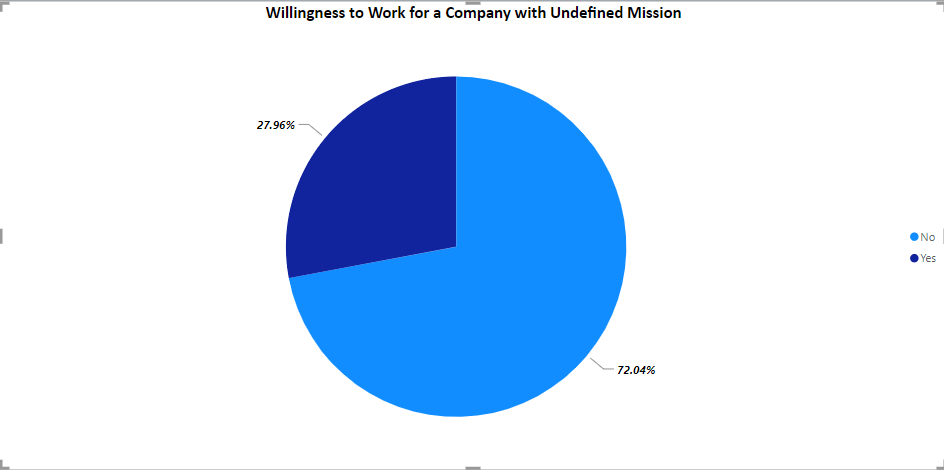 Willingness to Work for a Company with Undefined Mission
27.96%
No
Yes
72.04%